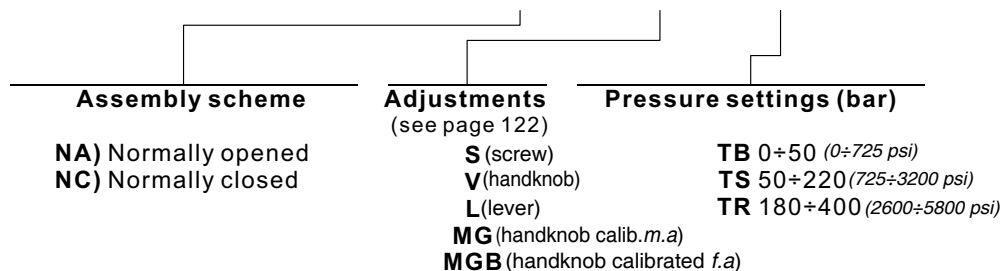 Assembly scheme
NA) Normally opened
NC) Normally closed
Adjustments
(see page 122)
S (screw)
V (handknob)
L (lever)
MG (handknob calib.m.a)
MGB (handknob calibrated f.a)
Pressure settings (bar)
TB 0÷50 (0÷725 psi)
TS 50÷220 (725÷3200 psi)
TR 180÷400 (2600÷5800 psi)